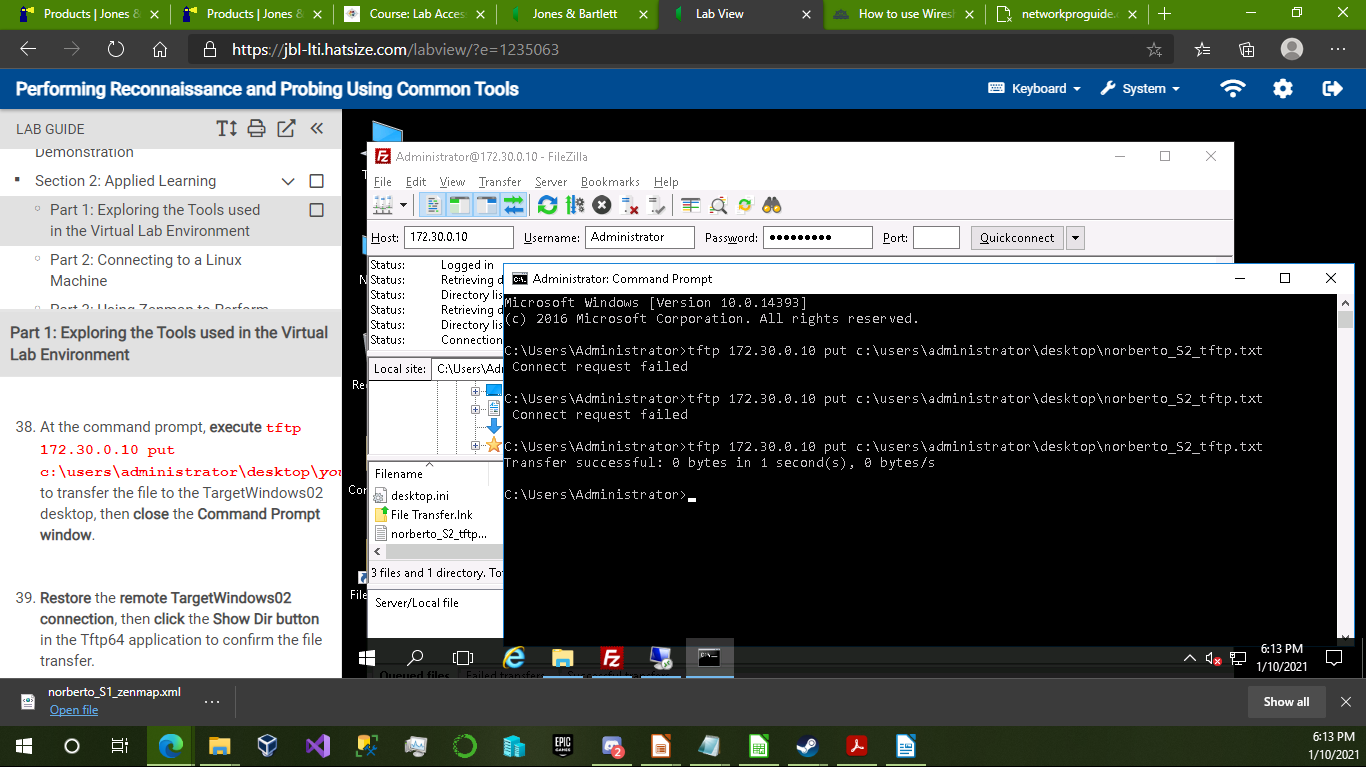 Products | Jones &
Products | Jones &
Course: Lab Acces
Jones & Bartlett
Lab View
How to use Wiresh
networkproguide.
https://jbl-lti.hatsize.com/labview/?e=1235063
Performing Reconnaissance and Probing Using Common Tools
Keyboard
System
LAB GUIDE
Demonstration
Section 2: Applied Learning
Part 1: Exploring the Tools used
in the Virtual Lab Environment
Part 2: Connecting to a Linux
Machine
Part 3: Using Zenmap to Perform
Part 1: Exploring the Tools used in the Virtual
Lab Environment
38. At the command prompt, execute tftp
172.30.0.10 put
c:\users\administrator\desktop\you
to transfer the file to the TargetWindows02
desktop, then close the Command Prompt
window.
39. Restore the remote TargetWindows02
connection, then click the Show Dir button
in the Tftp64 application to confirm the file
transfer.
Administrator@172.30.0.10 - FileZilla
File Edit View Transfer Server Bookmarks Help
Host: 172.30.0.10 Username: Administrator Password: ●●●●●●●●● Port: Quickconnect
Status: Logged in
Status: Retrieving d
Status: Directory lis
Status: Retrieving d
Status: Directory lis
Status: Connection
Local site: C:\Users\Adm
Filename
desktop.ini
File Transfer.lnk
norberto_S2_tftp...
3 files and 1 directory. To
Server/Local file
Queued files Failed transfers Successful transfers
Re
Co
File
Administrator: Command Prompt
Microsoft Windows [Version 10.0.14393]
(c) 2016 Microsoft Corporation. All rights reserved.
C:\Users\Administrator>tftp 172.30.0.10 put c:\users\administrator\desktop\norberto_S2_tftp.txt
Connect request failed
C:\Users\Administrator>tftp 172.30.0.10 put c:\users\administrator\desktop\norberto_S2_tftp.txt
Connect request failed
C:\Users\Administrator>tftp 172.30.0.10 put c:\users\administrator\desktop\norberto_S2_tftp.txt
Transfer successful: 0 bytes in 1 second(s), 0 bytes/s
C:\Users\Administrator>
6:13 PM
1/10/2021
norberto_S1_zenmap.xml
Open file
Show all
EPIC
GAMES
2
6:13 PM
1/10/2021